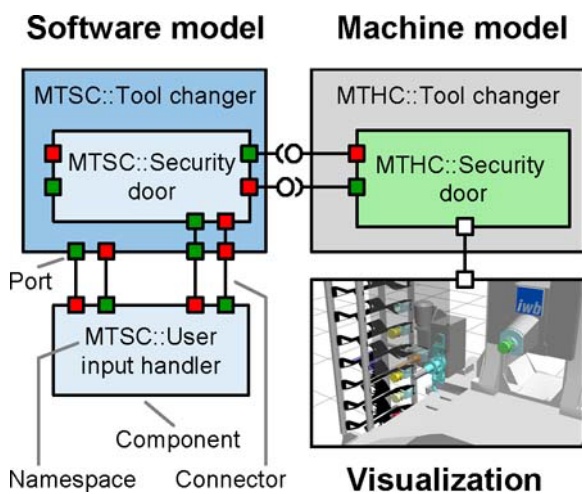 Software model
Machine model
MTSC::Tool changer
MTHC::Tool changer
MTSC::Security
door
MTHC::Security
door
Port
iwb
MTSC::User
input handler
Component
Namespace
Connector
Visualization